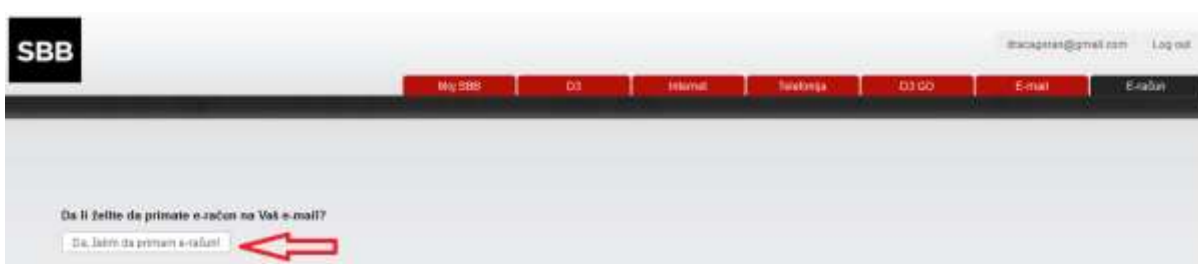 SBB
Log out
Moj SBB
D3
Internet
Telefonija
D3 GO
E-mail
E-račun
Da li želite da primate e-račun na Vaš e-mail?
Da, želim da primam e-račun!